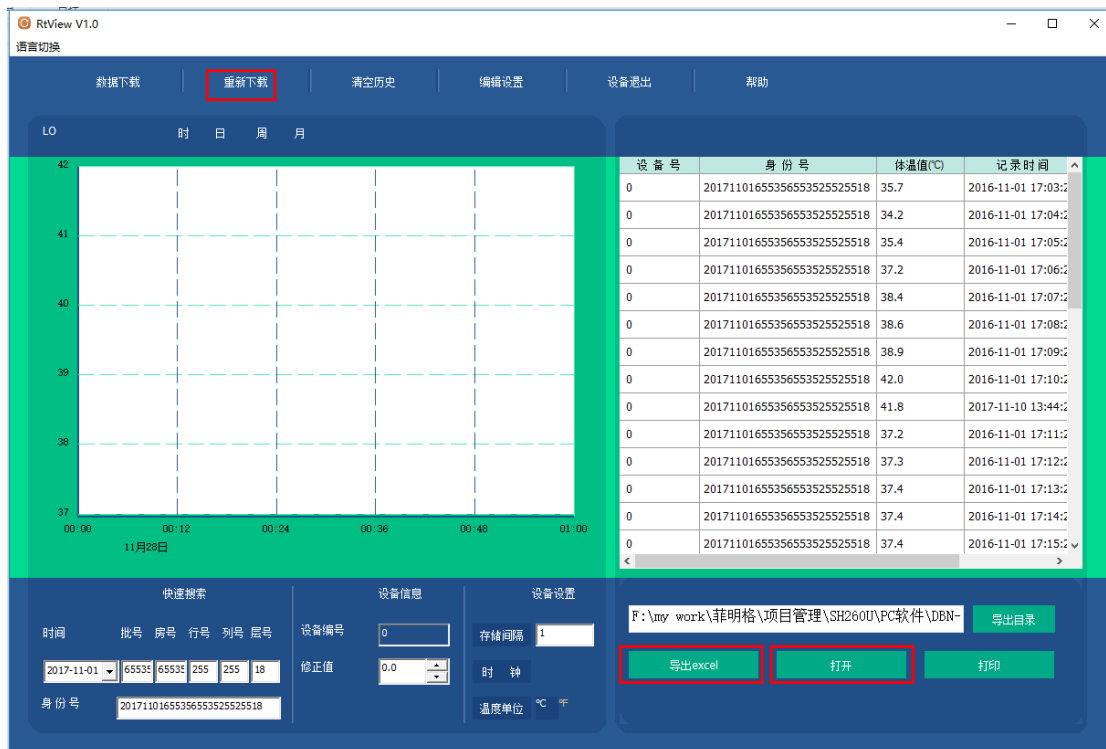 RtView V1.0
语言切换
数据下载 重新下载 清空历史 编辑设置 设备退出 帮助
LO 时 日 周 月
42
41
40
39
38
37
00:00 00:12 00:24 00:36 00:48 01:00
11月28日
设 备 号 身 份 号 体温值(℃) 记 录 时 间
0 20171101655356553525525518 35.7 2016-11-01 17:03:2
0 20171101655356553525525518 34.2 2016-11-01 17:04:2
0 20171101655356553525525518 35.4 2016-11-01 17:05:2
0 20171101655356553525525518 37.2 2016-11-01 17:06:2
0 20171101655356553525525518 38.4 2016-11-01 17:07:2
0 20171101655356553525525518 38.6 2016-11-01 17:08:2
0 20171101655356553525525518 38.9 2016-11-01 17:09:2
0 20171101655356553525525518 42.0 2016-11-01 17:10:2
0 20171101655356553525525518 41.8 2017-11-10 13:44:2
0 20171101655356553525525518 37.2 2016-11-01 17:11:2
0 20171101655356553525525518 37.3 2016-11-01 17:12:2
0 20171101655356553525525518 37.4 2016-11-01 17:13:2
0 20171101655356553525525518 37.4 2016-11-01 17:14:2
0 20171101655356553525525518 37.4 2016-11-01 17:15:2
快速搜索
时间 批号 房号 行号 列号 层号
2017-11-01 65535 65535 255 255 18
身 份 号 20171101655356553525525518
设备信息
设备编号 0
修正值 0.0
设备设置
存储间隔 1
时 钟
温度单位 ℃ ℉
F:\my work\菲明格\项目管理\SH260U\PC软件\DBN- 导出目录
导出excel 打开 打印